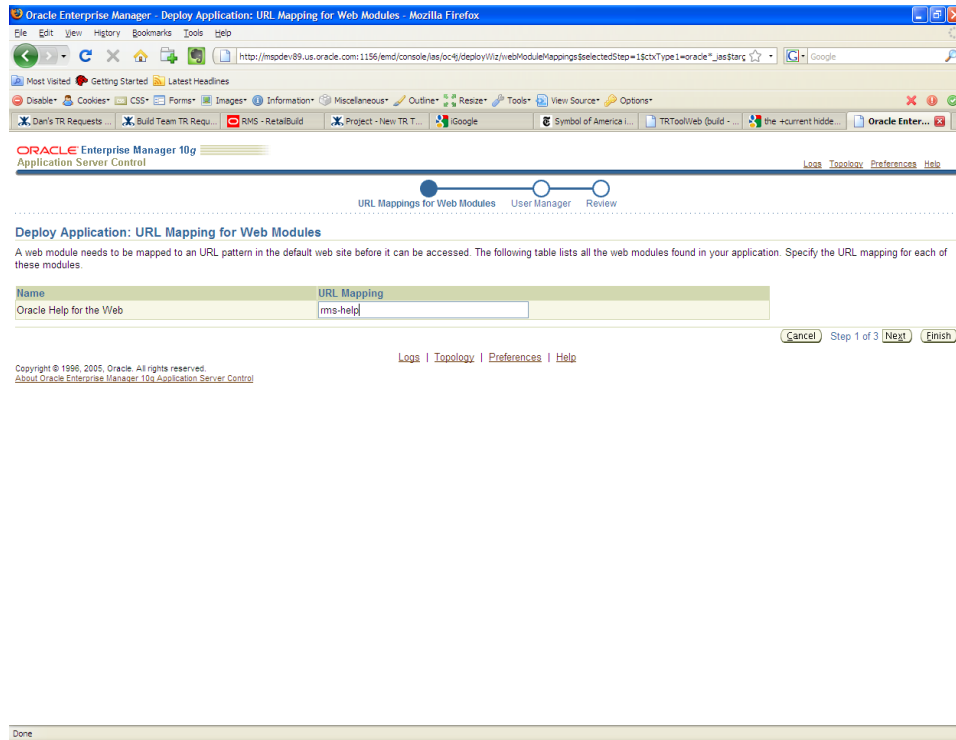 Oracle Enterprise Manager - Deploy Application: URL Mapping for Web Modules - Mozilla Firefox
File Edit View History Bookmarks Tools Help
http://mspdev89.us.oracle.com:1156/emd/console/ias/oc4j/deployWiz/webModuleMappings$selectedStep=1$ctxType1=oracle*_ias$targ
Google
Most Visited Getting Started Latest Headlines
Disable Cookies CSS Forms Images Information Miscellaneous Outline Resize Tools View Source Options
Dan's TR Requests ... Build Team TR Requ... RMS - RetailBuild Project - New TR T... iGoogle Symbol of America i... TRToolWeb (build - ... the +current hidde... Oracle Enter...
ORACLE Enterprise Manager 10g
Application Server Control
Logs Topology Preferences Help
URL Mappings for Web Modules User Manager Review
Deploy Application: URL Mapping for Web Modules
A web module needs to be mapped to an URL pattern in the default web site before it can be accessed. The following table lists all the web modules found in your application. Specify the URL mapping for each of
these modules.
Name URL Mapping
Oracle Help for the Web rms-help
Cancel Step 1 of 3 Next Finish
Logs | Topology | Preferences | Help
Copyright © 1996, 2005, Oracle. All rights reserved.
About Oracle Enterprise Manager 10g Application Server Control
Done